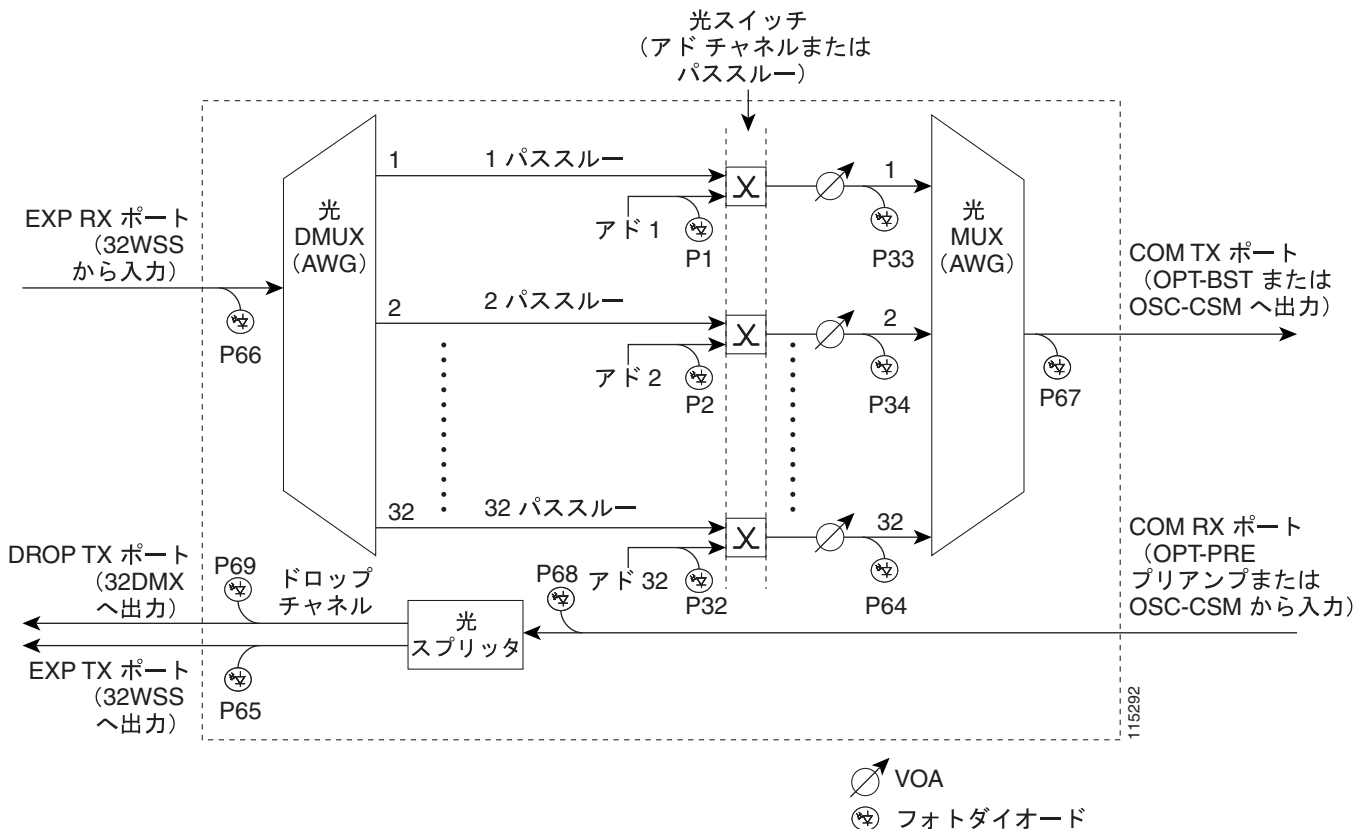 光スイッチ
（アド チャネルまたは
パススルー）
1
1 パススルー
1
光
DMUX
(AWG)
光
MUX
(AWG)
EXP RX ポート
（32WSS
から入力）
アド 1
P1
P33
COM TX ポート
（OPT-BST または
OSC-CSM へ出力）
2
2 パススルー
2
P66
アド 2
P2
P34
P67
32
32 パススルー
32
COM RX ポート
（OPT-PRE
プリアンプまたは
OSC-CSM から入力）
DROP TX ポート
（32DMX
へ出力）
P69
ドロップ
チャネル
アド 32
P32
P68
P64
光
スプリッタ
EXP TX ポート
（32WSS
へ出力）
P65
115292
VOA
フォトダイオード